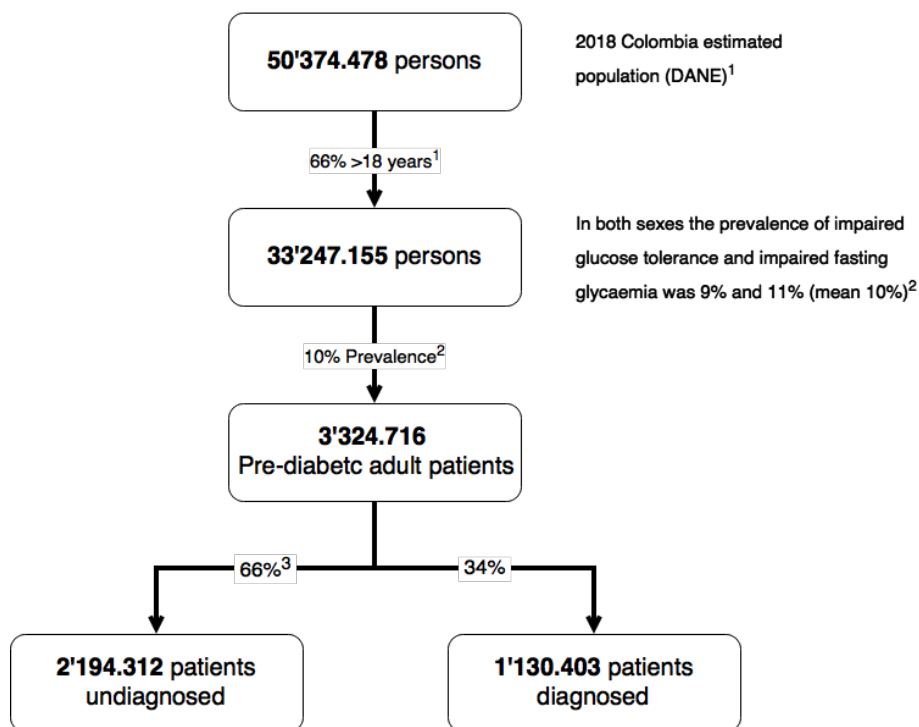 50'374.478 persons
2018 Colombia estimated
population (DANE)1
66% >18 years1
33'247.155 persons
In both sexes the prevalence of impaired
glucose tolerance and impaired fasting
glycaemia was 9% and 11% (mean 10%)2
10% Prevalence2
3'324.716
Pre-diabetc adult patients
66%3
34%
2'194.312 patients
undiagnosed
1'130.403 patients
diagnosed